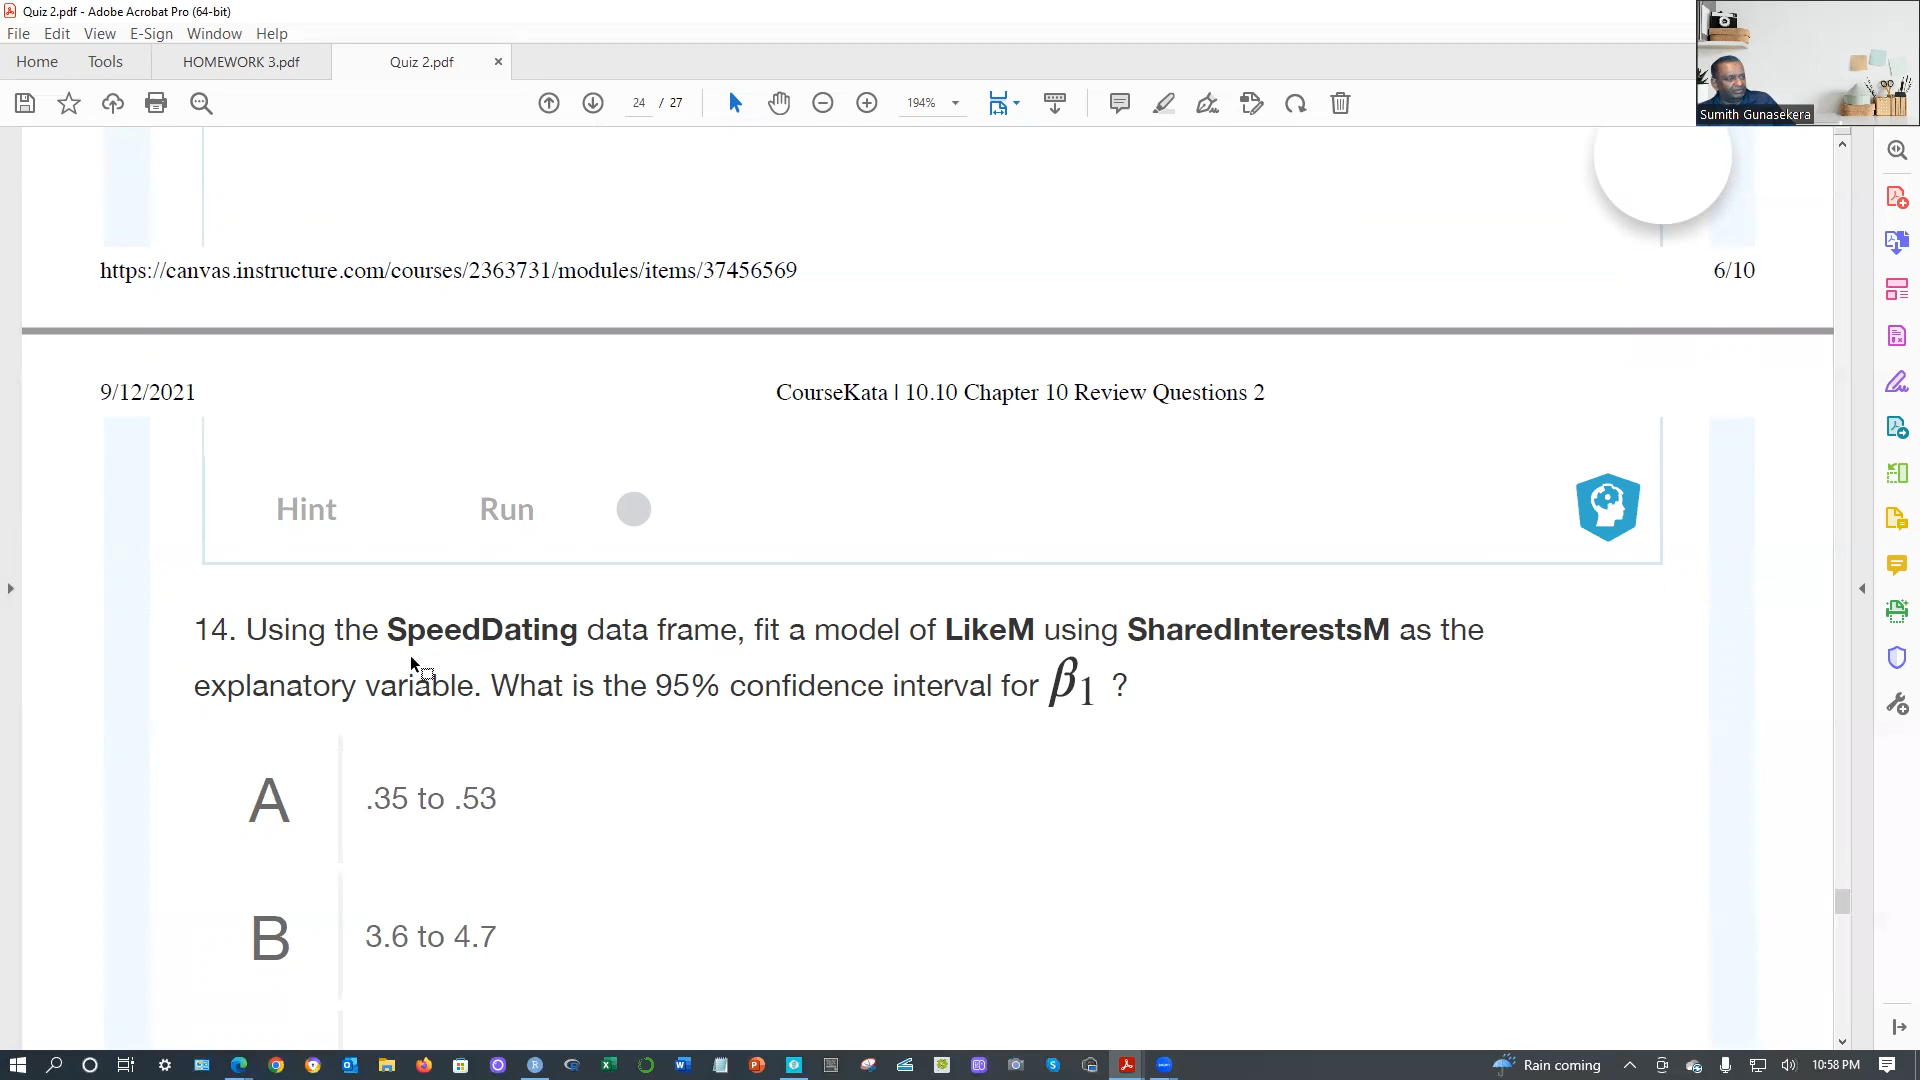 Quiz 2.pdf - Adobe Acrobat Pro (64-bit)
File Edit View E-Sign Window Help
Home Tools HOMEWORK 3.pdf Quiz 2.pdf ×
24 / 27 194%
Sumith Gunasekera
https://canvas.instructure.com/courses/2363731/modules/items/37456569 6/10
9/12/2021 CourseKata | 10.10 Chapter 10 Review Questions 2
Hint Run
14. Using the SpeedDating data frame, fit a model of LikeM using SharedInterestsM as the
explanatory variable. What is the 95% confidence interval for β₁ ?
A .35 to .53
B 3.6 to 4.7
Rain coming 10:58 PM